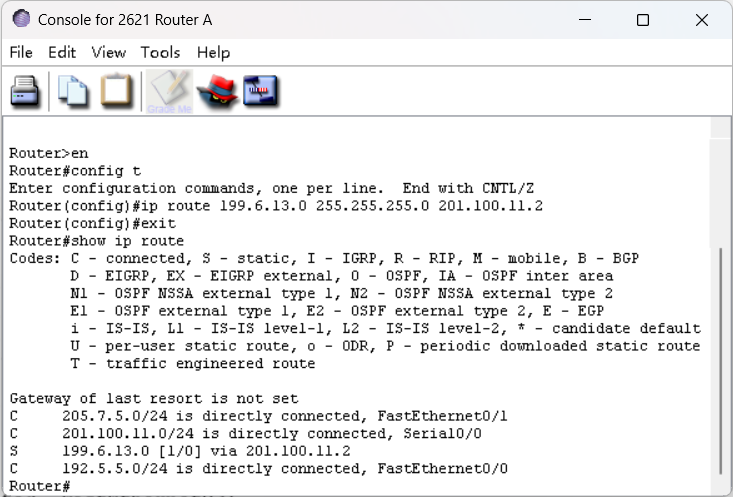 Console for 2621 Router A
File Edit View Tools Help
Grade Me
Router>en
Router#config t
Enter configuration commands, one per line.  End with CNTL/Z
Router(config)#ip route 199.6.13.0 255.255.255.0 201.100.11.2
Router(config)#exit
Router#show ip route
Codes: C - connected, S - static, I - IGRP, R - RIP, M - mobile, B - BGP
       D - EIGRP, EX - EIGRP external, O - OSPF, IA - OSPF inter area
       N1 - OSPF NSSA external type 1, N2 - OSPF NSSA external type 2
       E1 - OSPF external type 1, E2 - OSPF external type 2, E - EGP
       i - IS-IS, L1 - IS-IS level-1, L2 - IS-IS level-2, * - candidate default
       U - per-user static route, o - ODR, P - periodic downloaded static route
       T - traffic engineered route
Gateway of last resort is not set
C     205.7.5.0/24 is directly connected, FastEthernet0/1
C     201.100.11.0/24 is directly connected, Serial0/0
S     199.6.13.0 [1/0] via 201.100.11.2
C     192.5.5.0/24 is directly connected, FastEthernet0/0
Router#